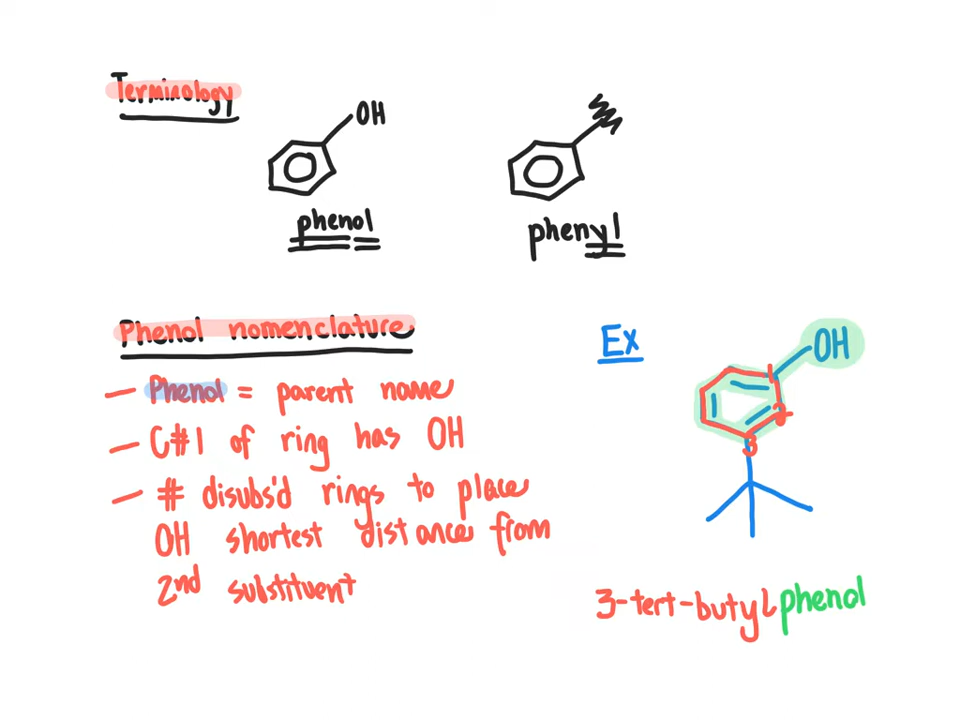 Terminology
OH
phenol
phenyl
Phenol nomenclature
— Phenol = parent name
— C#1 of ring has OH
— # disubs'd rings to place
OH shortest distance from
2nd substituent
Ex
OH
1
2
3
3-tert-butylphenol